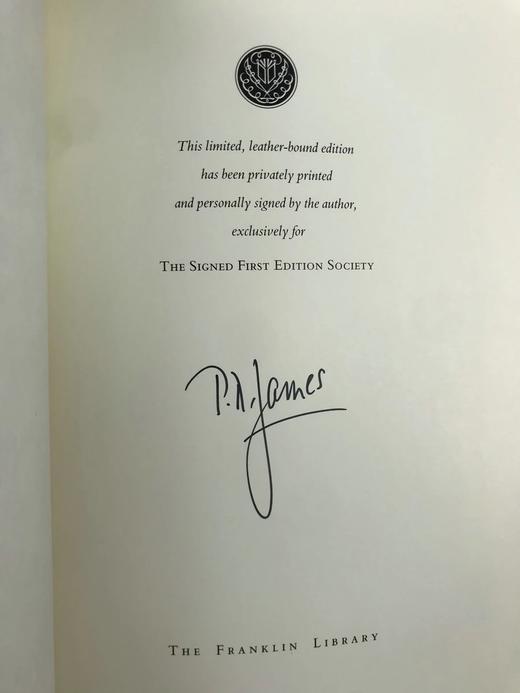 This limited, leather-bound edition
has been privately printed
and personally signed by the author,
exclusively for
THE SIGNED FIRST EDITION SOCIETY
P.D. James
THE FRANKLIN LIBRARY